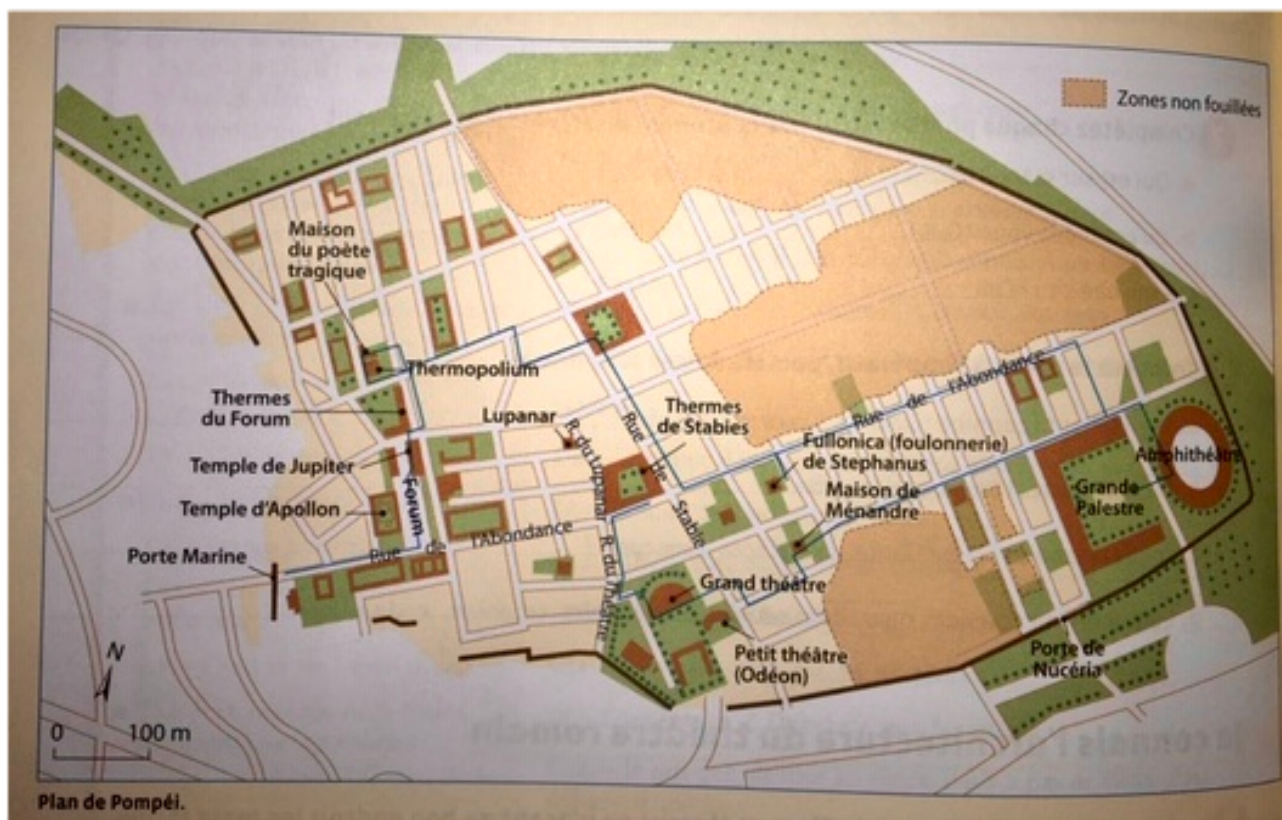 Zones non fouillées
Maison
du poète
tragique
Thermopolium
Thermes
du Forum
Lupanar
Thermes
de Stabies
Rue de l'Abondance
Rue de Stable
R. du Lupanar
Fullonica (foulonnerie)
de Stephanus
Amphithéâtre
Temple de Jupiter
Forum
Maison de
Ménandre
Grande
Palestre
Temple d'Apollon
Porte Marine
Rue de l'Abondance
R. du Théâtre
Grand théâtre
Petit théâtre
(Odéon)
Porte de
Nucéria
N
0 100 m
Plan de Pompéi.